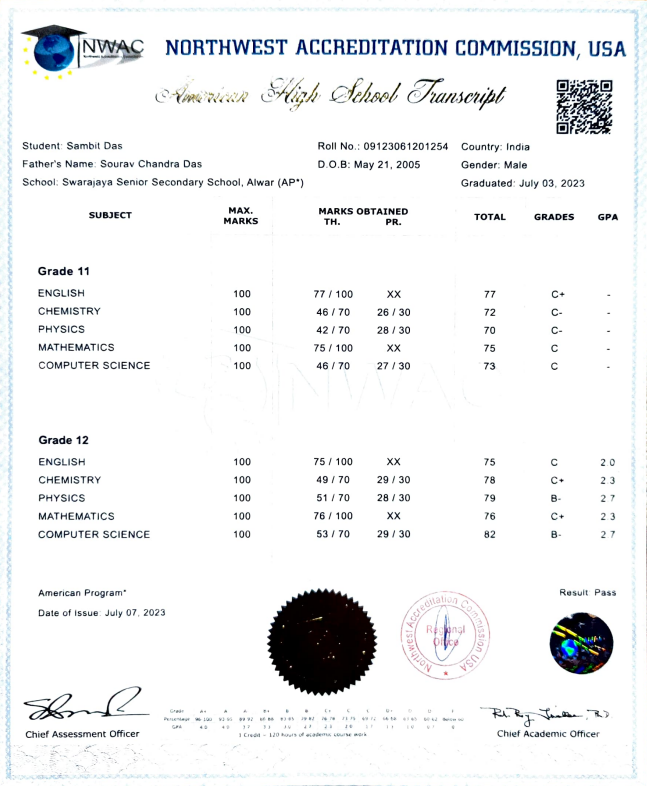 NWAC
NORTHWEST ACCREDITATION COMMISSION, USA
American High School Transcript
Student: Sambit Das Roll No.: 09123061201254 Country: India
Father's Name: Sourav Chandra Das D.O.B: May 21, 2005 Gender: Male
School: Swarajaya Senior Secondary School, Alwar (AP*) Graduated: July 03, 2023
SUBJECT MAX. MARKS MARKS OBTAINED TH. PR. TOTAL GRADES GPA
Grade 11
ENGLISH 100 77 / 100 XX 77 C+ -
CHEMISTRY 100 46 / 70 26 / 30 72 C- -
PHYSICS 100 42 / 70 28 / 30 70 C- -
MATHEMATICS 100 75 / 100 XX 75 C -
COMPUTER SCIENCE 100 46 / 70 27 / 30 73 C -
NWAC
Grade 12
ENGLISH 100 75 / 100 XX 75 C 2.0
CHEMISTRY 100 49 / 70 29 / 30 78 C+ 2.3
PHYSICS 100 51 / 70 28 / 30 79 B- 2.7
MATHEMATICS 100 76 / 100 XX 76 C+ 2.3
COMPUTER SCIENCE 100 53 / 70 29 / 30 82 B- 2.7
American Program* Result: Pass
Date of Issue: July 07, 2023
Northwest Accreditation Commission USA
Regional
Office
Grade
Percentage
GPA
1 Credit - 120 hours of academic course work
Chief Assessment Officer Chief Academic Officer